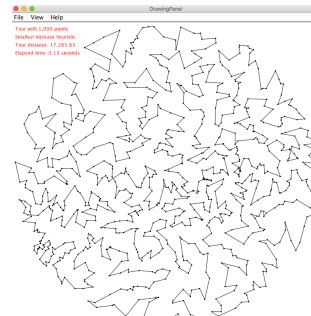 DrawingPanel
File View Help
Tour with 1,000 points
Smallest increase heuristic
Tour distance: 17,265.63
Elapsed time: 0.13 seconds